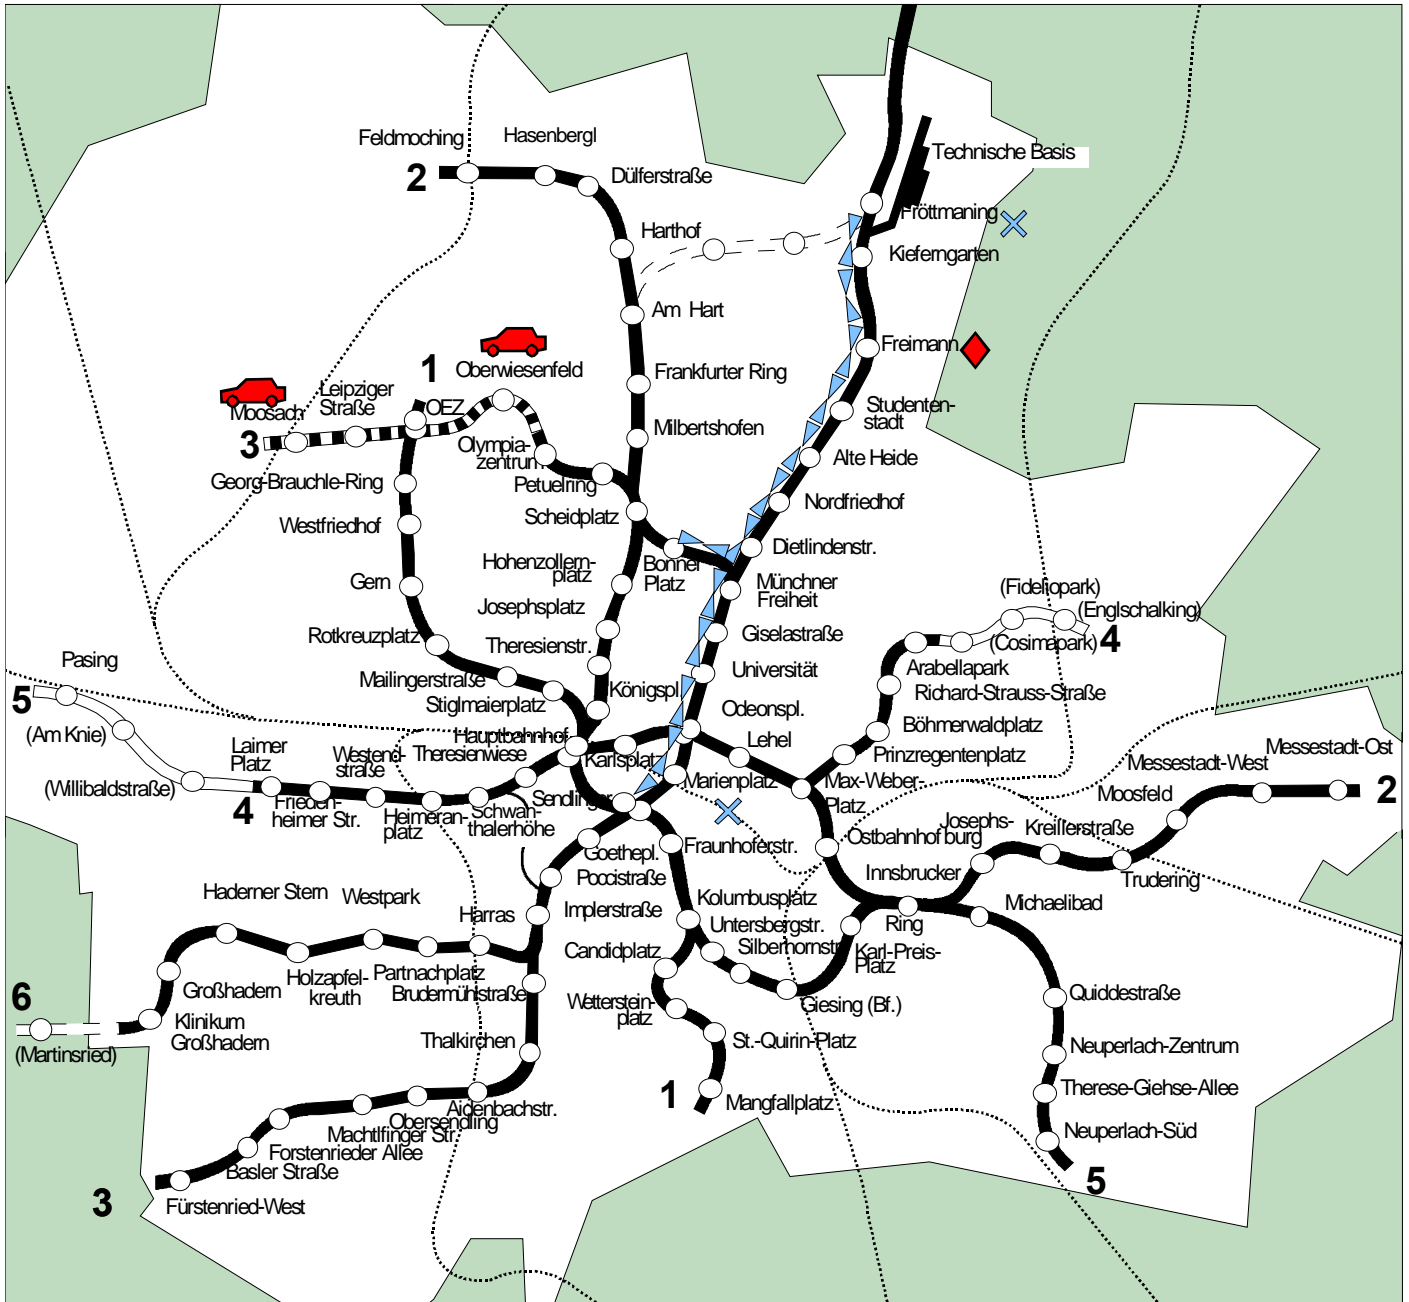 Technische Basis
Feldmoching
Hasenbergl
2
Dülferstraße
Fröttmaning
Harthof
Kieferngarten
Am Hart
Freimann
1
Oberwiesenfeld
Frankfurter Ring
Moosach
Leipziger
Straße
OEZ
Studenten-
stadt
3
Milbertshofen
Olympia-
zentrum
Alte Heide
Georg-Brauchle-Ring
Petuelring
Nordfriedhof
Westfriedhof
Scheidplatz
Dietlindenstr.
Hohenzollern-
platz
Bonner
Platz
Gern
Münchner
Freiheit
(Fideliopark)
(Englschalking)
Josephsplatz
Rotkreuzplatz
Theresienstr.
Giselastraße
(Cosimapark)
4
Pasing
Mailingerstraße
Universität
Arabellapark
5
Königspl.
Richard-Strauss-Straße
Stiglmaierplatz
Odeonspl.
Böhmerwaldplatz
(Am Knie)
Laimer
Platz
Westend-
straße
Hauptbahnhof
Theresienwiese
Karlsplatz
Lehel
Prinzregentenplatz
Messestadt-Ost
Messestadt-West
(Willibaldstraße)
4
Frieden-
heimer Str.
Heimeran-
platz
Schwan-
thalerhöhe
Sendlinger
Marienplatz
Max-Weber-
Platz
Moosfeld
2
Ostbahnhof
Josephs-
burg
Kreillerstraße
Goethepl.
Fraunhoferstr.
Innsbrucker
Ring
Trudering
Poccistraße
Haderner Stern
Westpark
Harras
Implerstraße
Kolumbusplatz
Untersbergstr.
Silberhornstr.
Michaelibad
Candidplatz
Karl-Preis-
Platz
Holzapfel-
kreuth
Partnachplatz
Brudermühlstraße
6
Großhadern
Klinikum
Großhadern
(Martinsried)
Wetterstein-
platz
Giesing (Bf.)
Quiddestraße
Thalkirchen
St.-Quirin-Platz
Neuperlach-Zentrum
1
Mangfallplatz
Therese-Giehse-Allee
Aidenbachstr.
Obersendling
Machtlfinger Str.
Forstenrieder Allee
Basler Straße
Neuperlach-Süd
5
3
Fürstenried-West